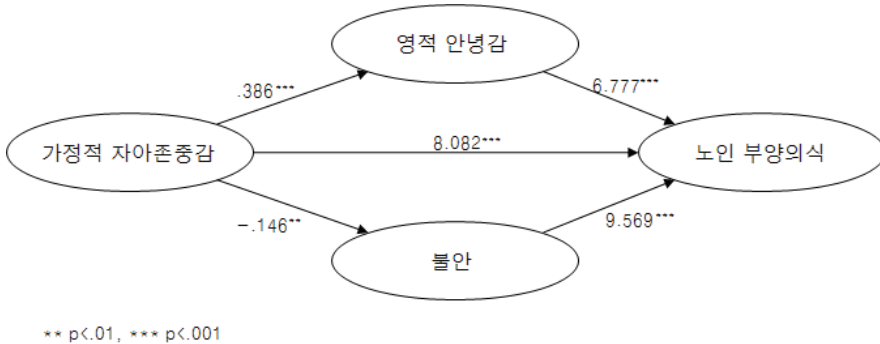 영적 안녕감
.386***
6.777***
가정적 자아존중감
8.082***
노인 부양의식
-.146**
9.569***
불안
** p<.01, *** p<.001